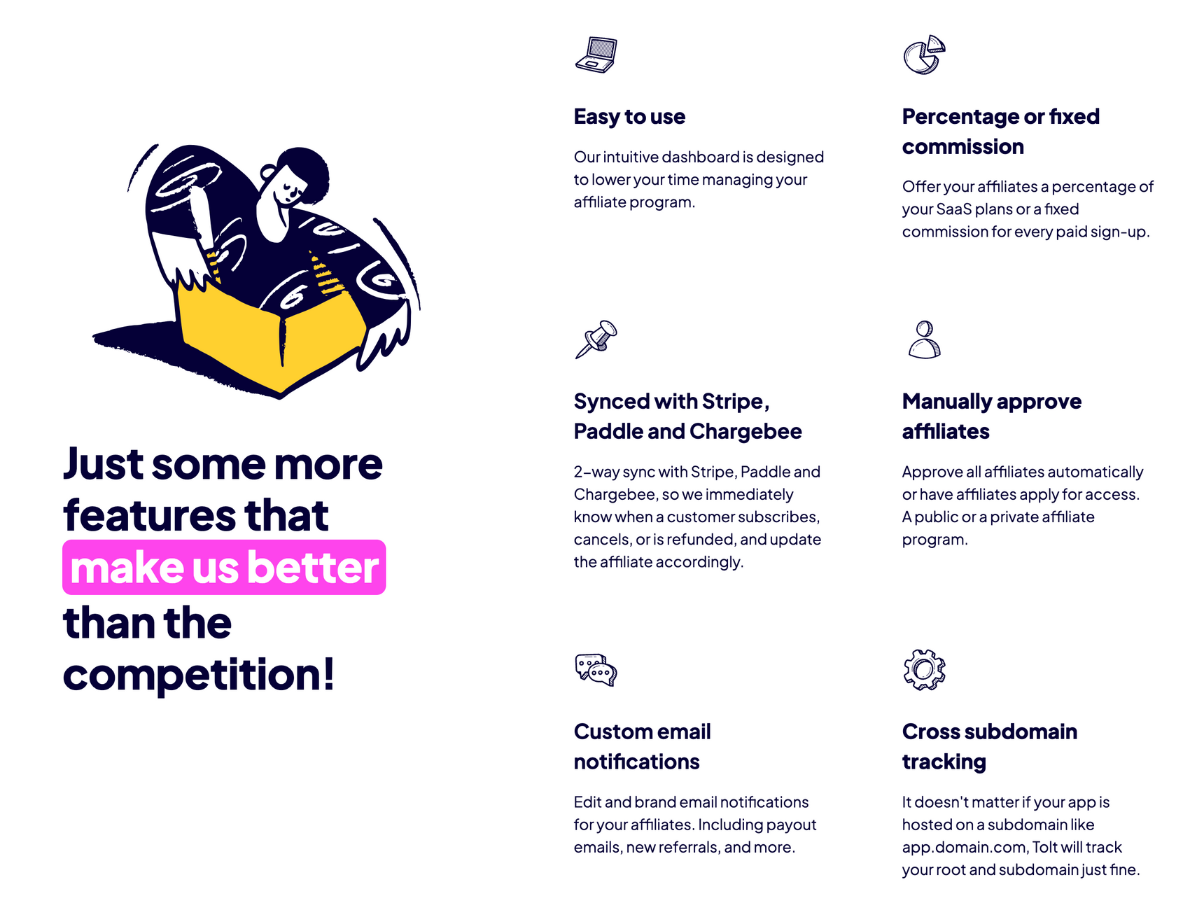 Just some more
features that
make us better
than the
competition!
Easy to use
Our intuitive dashboard is designed
to lower your time managing your
affiliate program.
Percentage or fixed
commission
Offer your affiliates a percentage of
your SaaS plans or a fixed
commission for every paid sign-up.
Synced with Stripe,
Paddle and Chargebee
2-way sync with Stripe, Paddle and
Chargebee, so we immediately
know when a customer subscribes,
cancels, or is refunded, and update
the affiliate accordingly.
Manually approve
affiliates
Approve all affiliates automatically
or have affiliates apply for access.
A public or a private affiliate
program.
Custom email
notifications
Edit and brand email notifications
for your affiliates. Including payout
emails, new referrals, and more.
Cross subdomain
tracking
It doesn't matter if your app is
hosted on a subdomain like
app.domain.com, Tolt will track
your root and subdomain just fine.